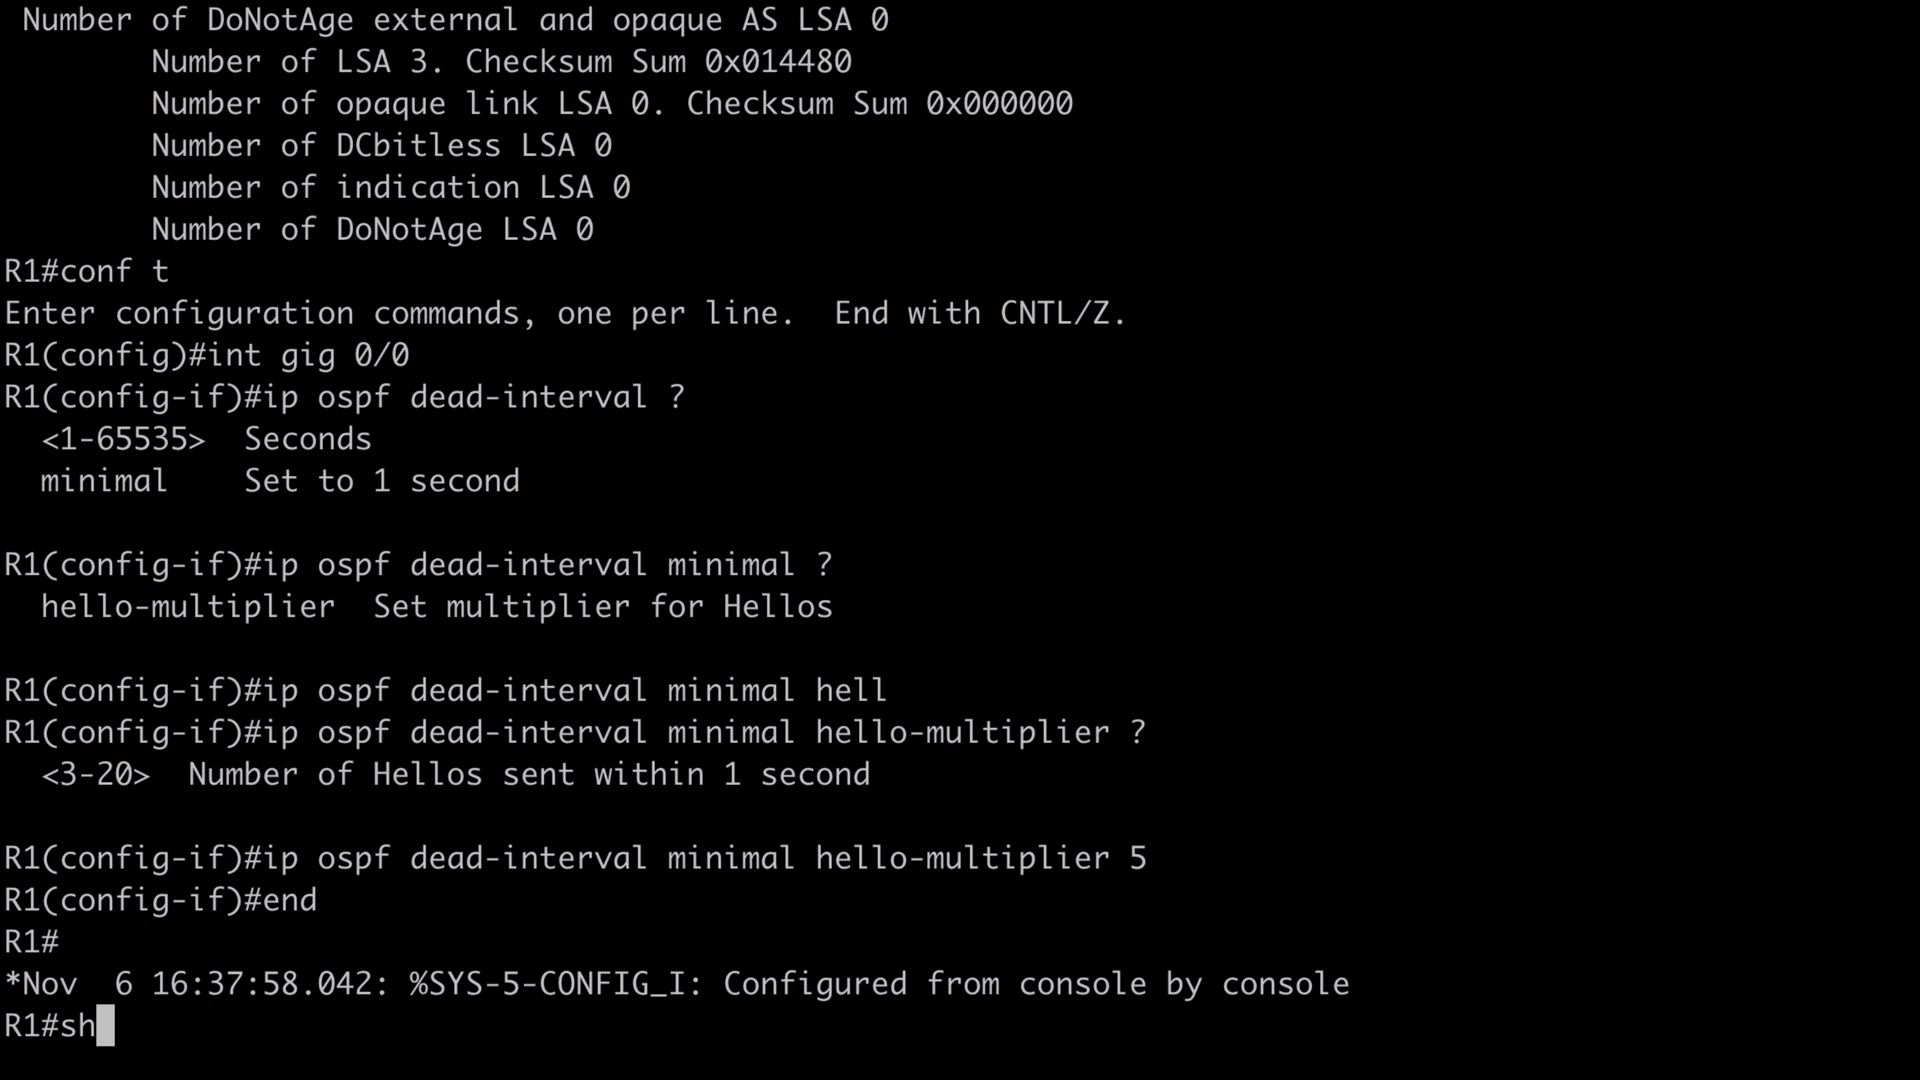 Number of DoNotAge external and opaque AS LSA 0
Number of LSA 3. Checksum Sum 0x014480
Number of opaque link LSA 0. Checksum Sum 0x000000
Number of DCbitless LSA 0
Number of indication LSA 0
Number of DoNotAge LSA 0
R1#conf t
Enter configuration commands, one per line.  End with CNTL/Z.
R1(config)#int gig 0/0
R1(config-if)#ip ospf dead-interval ?
<1-65535>  Seconds
minimal    Set to 1 second
R1(config-if)#ip ospf dead-interval minimal ?
hello-multiplier  Set multiplier for Hellos
R1(config-if)#ip ospf dead-interval minimal hell
R1(config-if)#ip ospf dead-interval minimal hello-multiplier ?
<3-20>  Number of Hellos sent within 1 second
R1(config-if)#ip ospf dead-interval minimal hello-multiplier 5
R1(config-if)#end
R1#
*Nov  6 16:37:58.042: %SYS-5-CONFIG_I: Configured from console by console
R1#sh